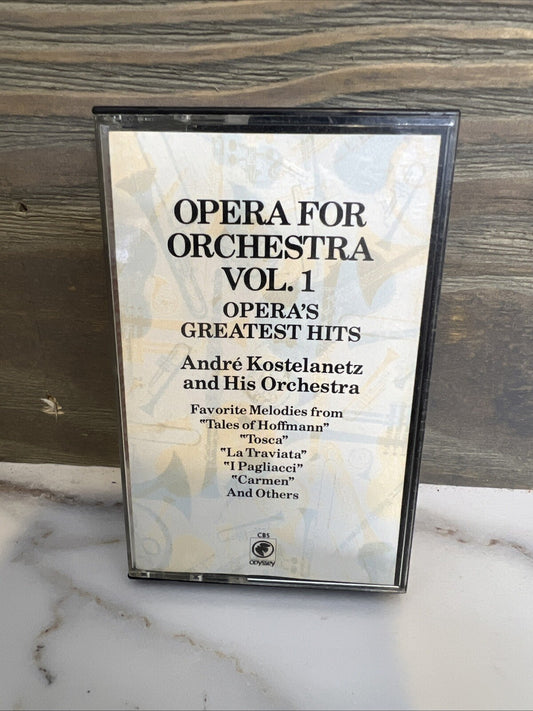 OPERA FOR
ORCHESTRA
VOL. 1
OPERA'S
GREATEST HITS
André Kostelanetz
and His Orchestra
Favorite Melodies from
"Tales of Hoffmann"
"Tosca"
"La Traviata"
"I Pagliacci"
"Carmen"
And Others
CBS
odyssey